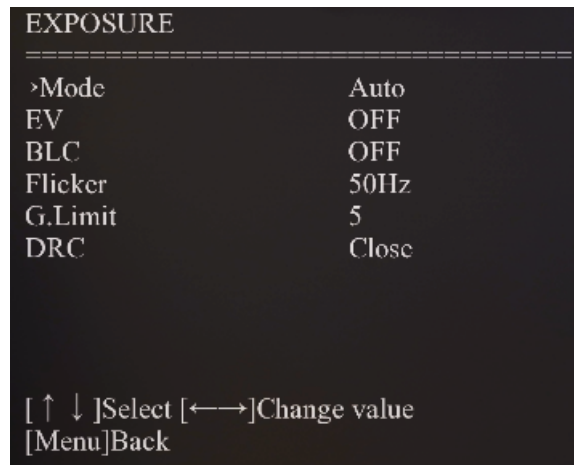 EXPOSURE
====================================
>Mode Auto
EV OFF
BLC OFF
Flicker 50Hz
G.Limit 5
DRC Close
[ ↑ ↓ ]Select [←→]Change value
[Menu]Back